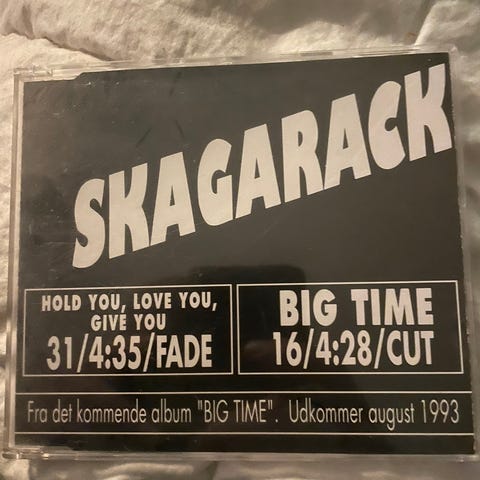 SKAGARACK
HOLD YOU, LOVE YOU,
GIVE YOU
31/4:35/FADE
BIG TIME
16/4:28/CUT
Fra det kommende album "BIG TIME". Udkommer august 1993